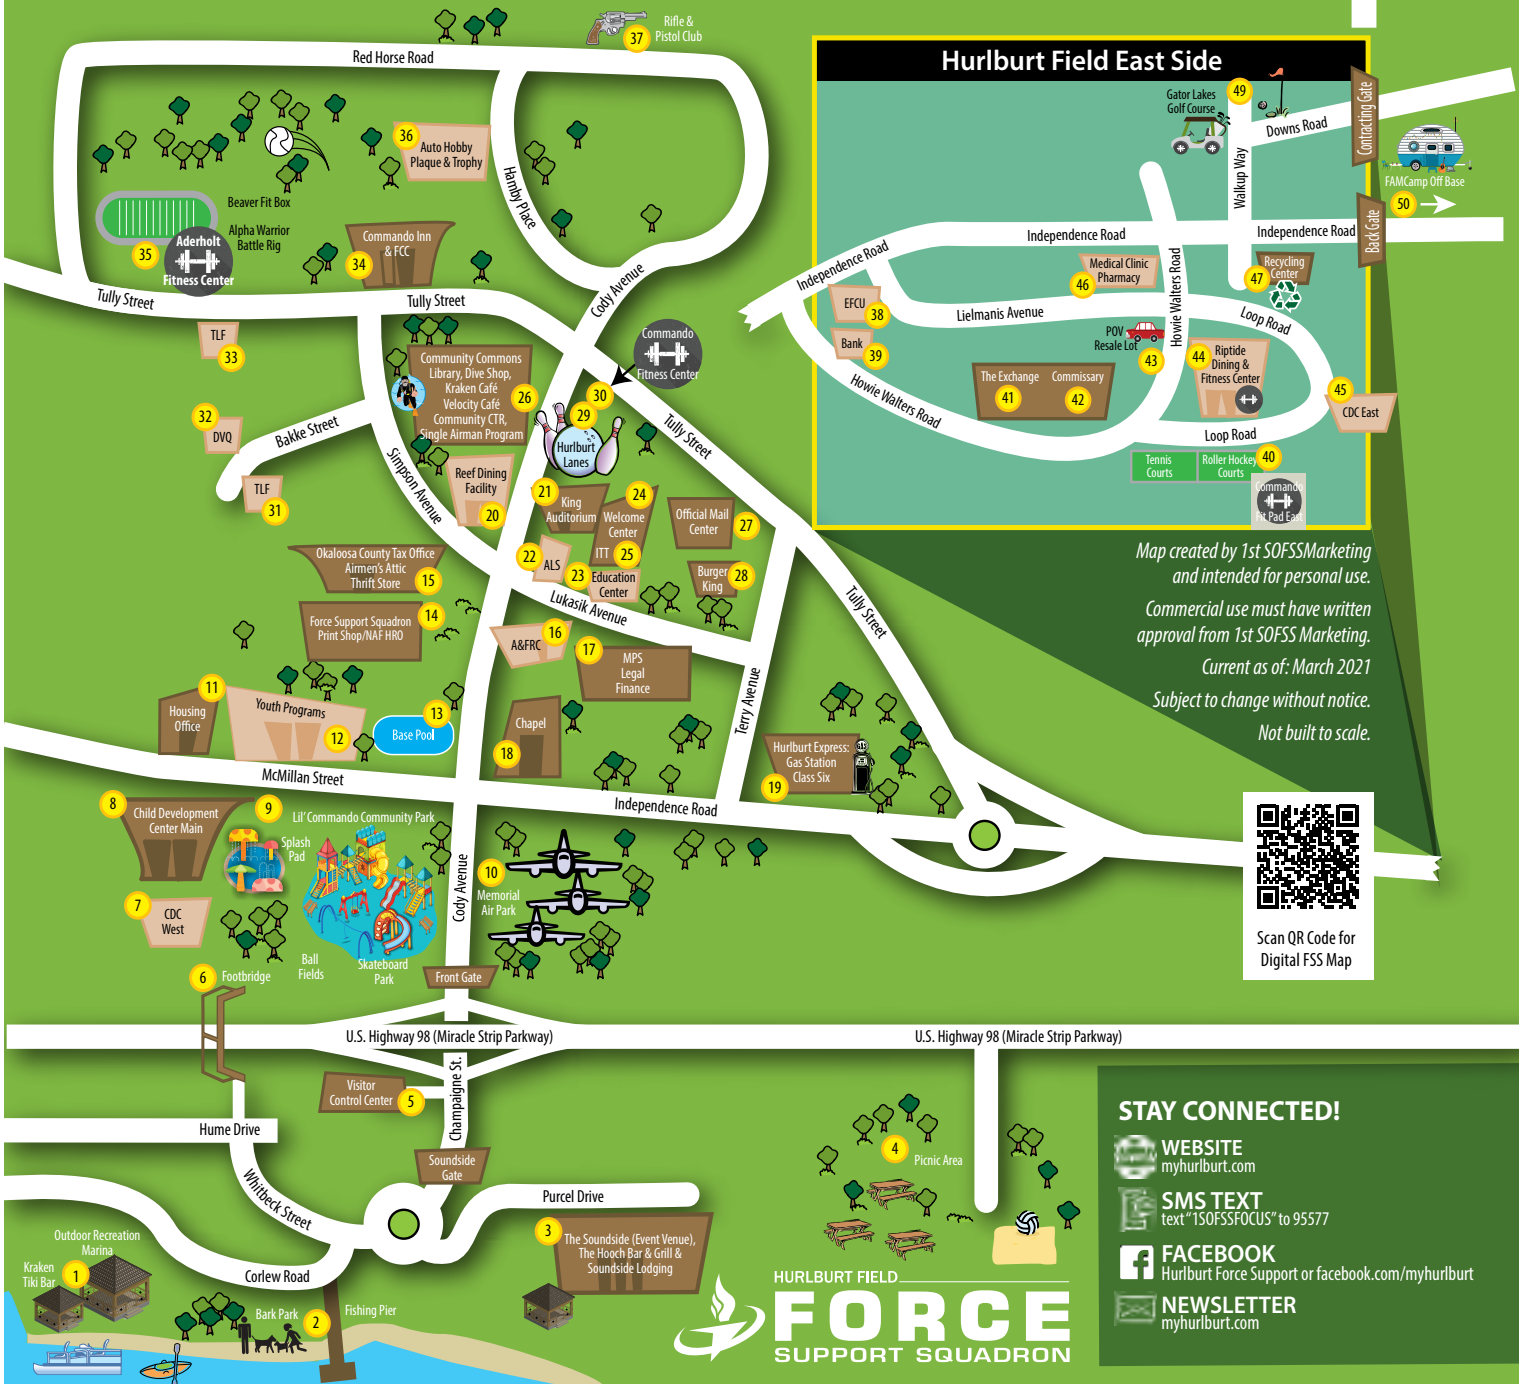 37
Rifle &
Pistol Club
Red Horse Road
36
Auto Hobby
Plaque & Trophy
Hamby Place
Beaver Fit Box
Alpha Warrior
Battle Rig
35
Aderholt
Fitness Center
34
Commando Inn
& FCC
Tully Street
Tully Street
Cody Avenue
TLF
33
Commando
Fitness Center
Community Commons
Library, Dive Shop,
Kraken Café
Velocity Café
Community CTR,
Single Airman Program
26
30
29
Hurlburt
Lanes
Tully Street
32
DVQ
Bakke Street
Simpson Avenue
TLF
31
Reef Dining
Facility
20
21
King
Auditorium
24
Welcome
Center
ITT
25
Official Mail
Center
27
22
ALS
23
Education
Center
Burger
King
28
Okaloosa County Tax Office
Airmen's Attic
Thrift Store
15
Lukasik Avenue
Tully Street
14
Force Support Squadron
Print Shop/NAF HRO
A&FRC
16
17
MPS
Legal
Finance
Terry Avenue
11
Housing
Office
Youth Programs
12
13
Base Pool
Chapel
18
Hurlburt Express:
Gas Station
Class Six
19
McMillan Street
Independence Road
8
Child Development
Center Main
9
Lil' Commando Community Park
Splash
Pad
Cody Avenue
10
Memorial
Air Park
7
CDC
West
Ball
Fields
Skateboard
Park
6
Footbridge
Front Gate
U.S. Highway 98 (Miracle Strip Parkway)
U.S. Highway 98 (Miracle Strip Parkway)
Visitor
Control Center
5
Champaigne St.
Hume Drive
Soundside
Gate
Whitbeck Street
Purcel Drive
4
Picnic Area
3
The Soundside (Event Venue),
The Hooch Bar & Grill &
Soundside Lodging
Outdoor Recreation
Marina
Kraken
Tiki Bar
1
Corlew Road
Bark Park
2
Fishing Pier
HURLBURT FIELD
FORCE
SUPPORT SQUADRON
Hurlburt Field East Side
49
Gator Lakes
Golf Course
Downs Road
Contracting Gate
Walkup Way
FAMCamp Off Base
50
Back Gate
Independence Road
Independence Road
Independence Road
Medical Clinic
Pharmacy
46
Howie Walters Road
Recycling
Center
47
EFCU
38
Lielmanis Avenue
Loop Road
Bank
39
POV
Resale Lot
43
44
Riptide
Dining &
Fitness Center
45
CDC East
The Exchange
41
Commissary
42
Howie Walters Road
Loop Road
Tennis
Courts
Roller Hockey
Courts
40
Commando
Fit Pad East
Map created by 1st SOFSSMarketing
and intended for personal use.
Commercial use must have written
approval from 1st SOFSS Marketing.
Current as of: March 2021
Subject to change without notice.
Not built to scale.
Scan QR Code for
Digital FSS Map
STAY CONNECTED!
WEBSITE
myhurlburt.com
SMS TEXT
text "1SOFSSFOCUS" to 95577
FACEBOOK
Hurlburt Force Support or facebook.com/myhurlburt
NEWSLETTER
myhurlburt.com